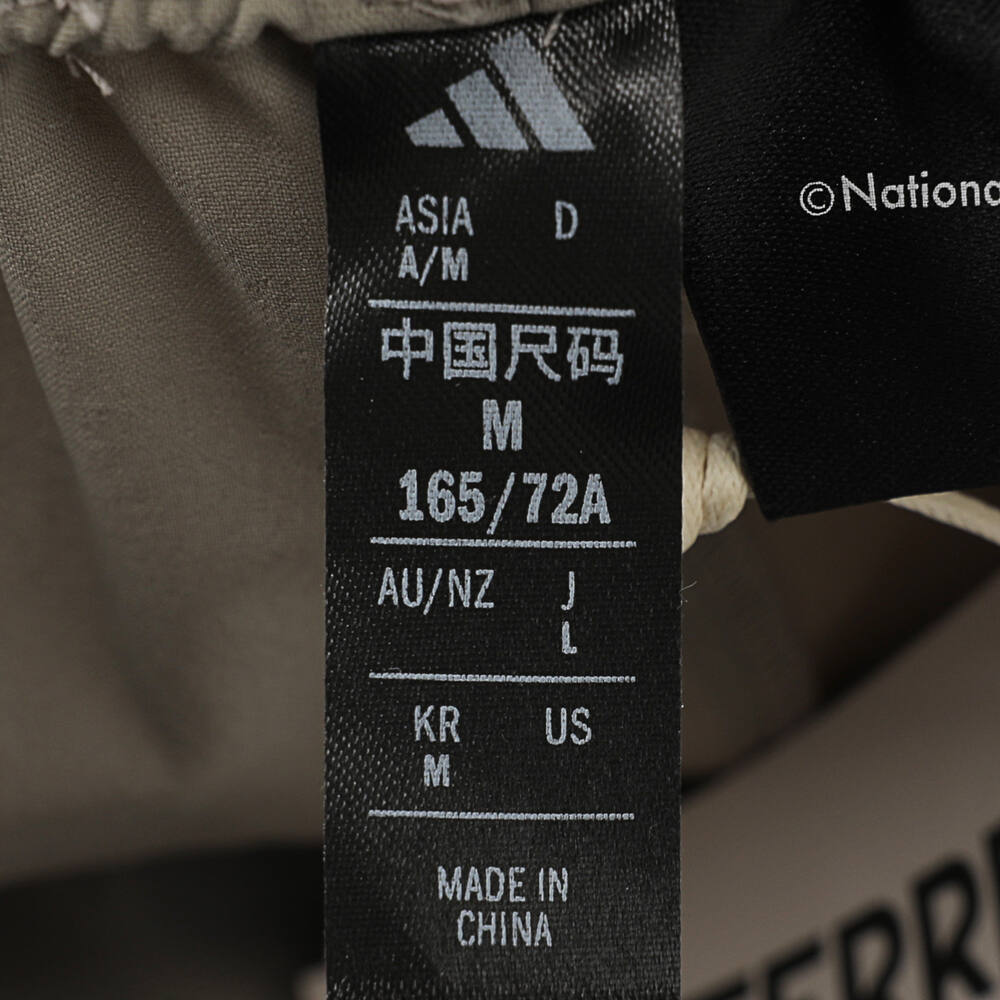 ASIA D
A/M
中国尺码
M
165/72A
AU/NZ J
L
KR US
M
MADE IN
CHINA
©Nationa